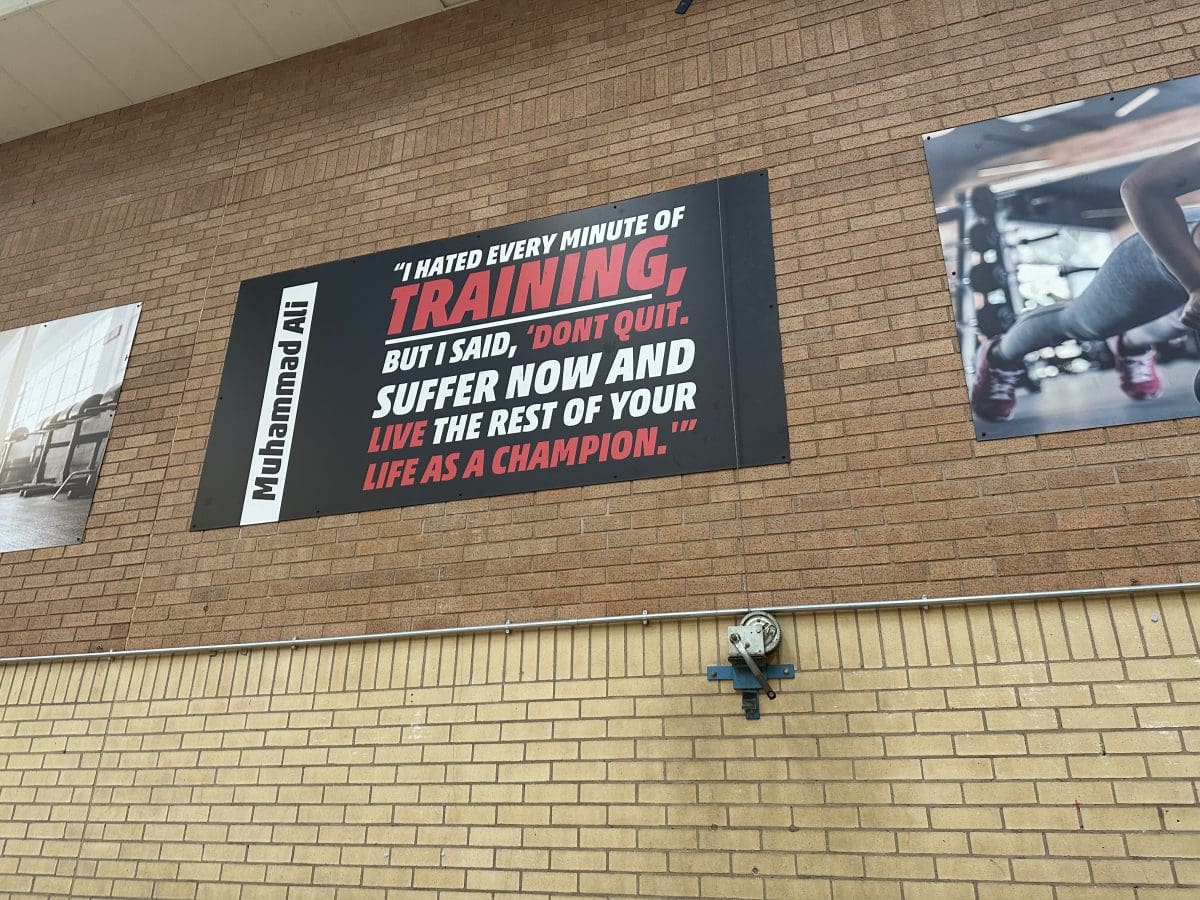 Muhammad Ali
“I HATED EVERY MINUTE OF
TRAINING,
BUT I SAID, ‘DONT QUIT.
SUFFER NOW AND
LIVE THE REST OF YOUR
LIFE AS A CHAMPION.'”